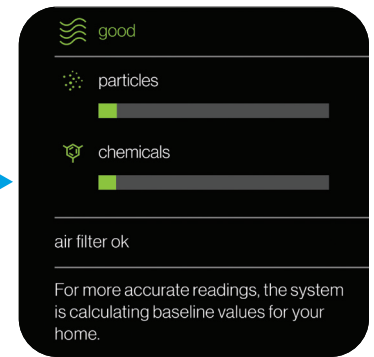 good
particles
chemicals
air filter ok
For more accurate readings, the system
is calculating baseline values for your
home.